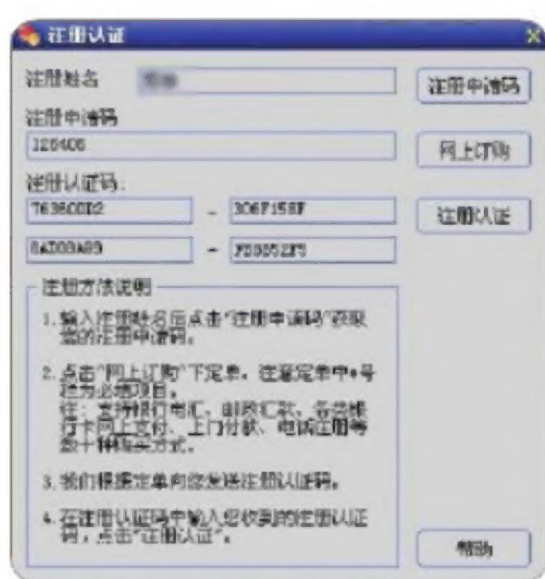 注册认证
注册姓名
注册申请码
注册申请码
126406
网上订购
注册认证码:
763600D2 - 306F158F
注册认证
注册方法说明
1. 输入注册姓名后点击“注册申请码”获取
您的注册申请码。
2. 点击“网上订购”下定单。注意定单中*号
栏为必填项目。
注：支持银行电汇、邮政汇款、各类银
行卡网上支付、上门付款、电话注册等
数十种购买方式。
3. 我们根据定单向您发送注册认证码。
4. 在注册认证码中输入您收到的注册认证
码，点击“注册认证”。
帮助